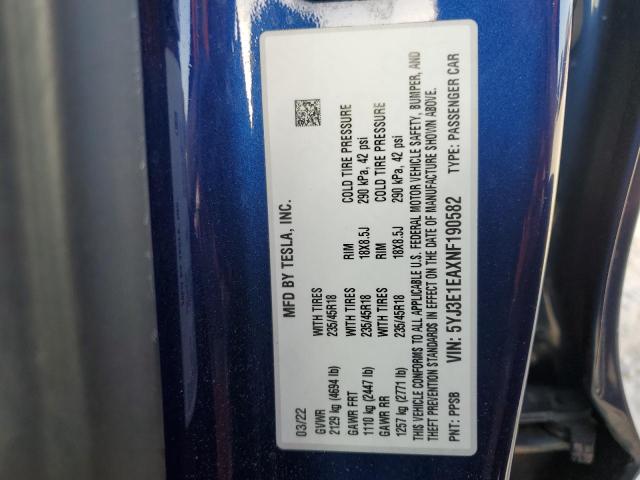 MFD BY TESLA, INC.
03/22
GVWR
2129 kg (4694 lb)
GAWR FRT WITH TIRES RIM COLD TIRE PRESSURE
1110 kg (2447 lb) 235/45R18 18X8.5J 290 kPa, 42 psi
GAWR RR WITH TIRES RIM COLD TIRE PRESSURE
1257 kg (2771 lb) 235/45R18 18X8.5J 290 kPa, 42 psi
THIS VEHICLE CONFORMS TO ALL APPLICABLE U.S. FEDERAL MOTOR VEHICLE SAFETY, BUMPER, AND
THEFT PREVENTION STANDARDS IN EFFECT ON THE DATE OF MANUFACTURE SHOWN ABOVE.
VIN: 5YJ3E1EAXNF190582
PNT: PPSB TYPE: PASSENGER CAR